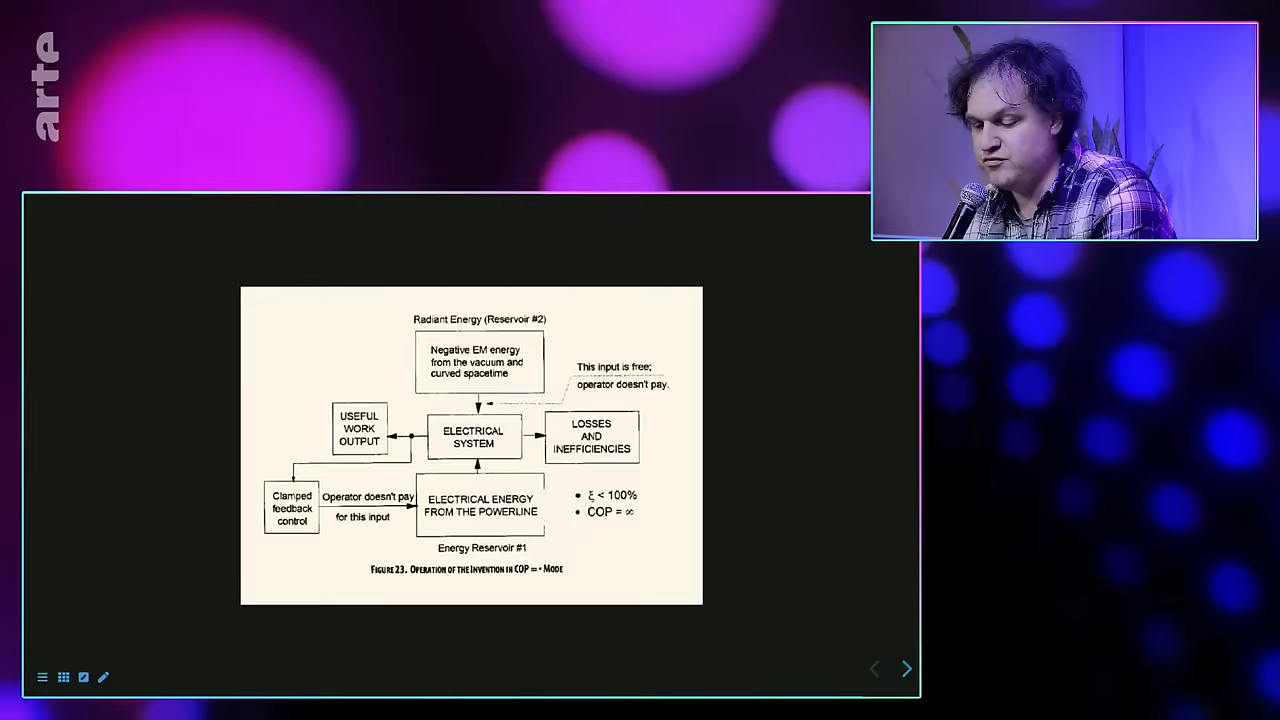 arte
Radiant Energy (Reservoir #2)
Negative EM energy
from the vacuum and
curved spacetime
This input is free;
operator doesn't pay.
USEFUL
WORK
OUTPUT
ELECTRICAL
SYSTEM
LOSSES
AND
INEFFICIENCIES
Clamped
feedback
control
Operator doesn't pay
for this input
ELECTRICAL ENERGY
FROM THE POWERLINE
• ξ < 100%
• COP = ∞
Energy Reservoir #1
FIGURE 23. OPERATION OF THE INVENTION IN COP = • MODE